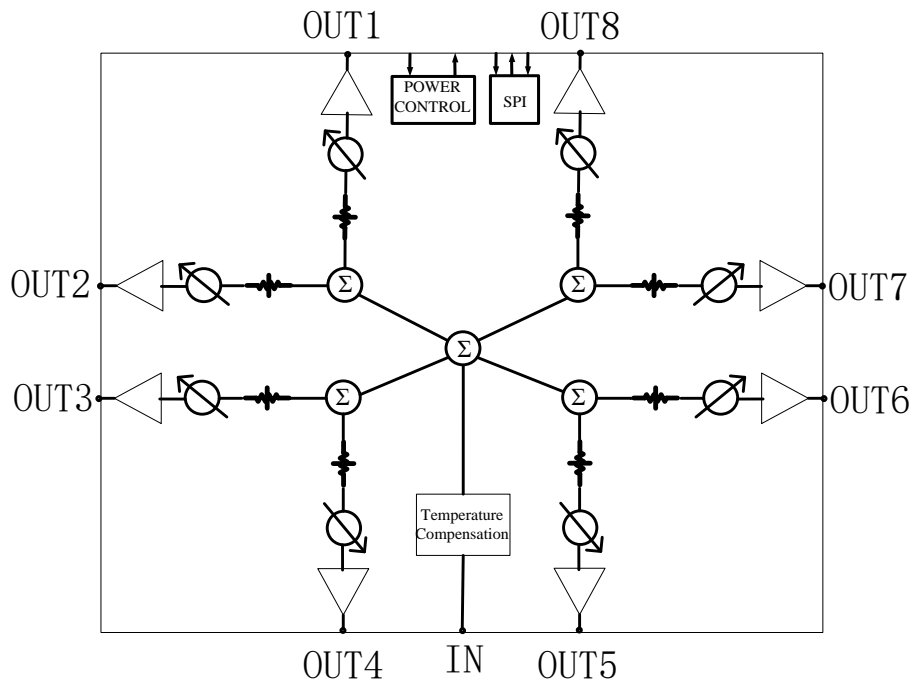 OUT1
OUT8
POWER
CONTROL
SPI
OUT2
Σ
Σ
OUT7
Σ
OUT3
Σ
Σ
OUT6
Temperature
Compensation
OUT4
IN
OUT5